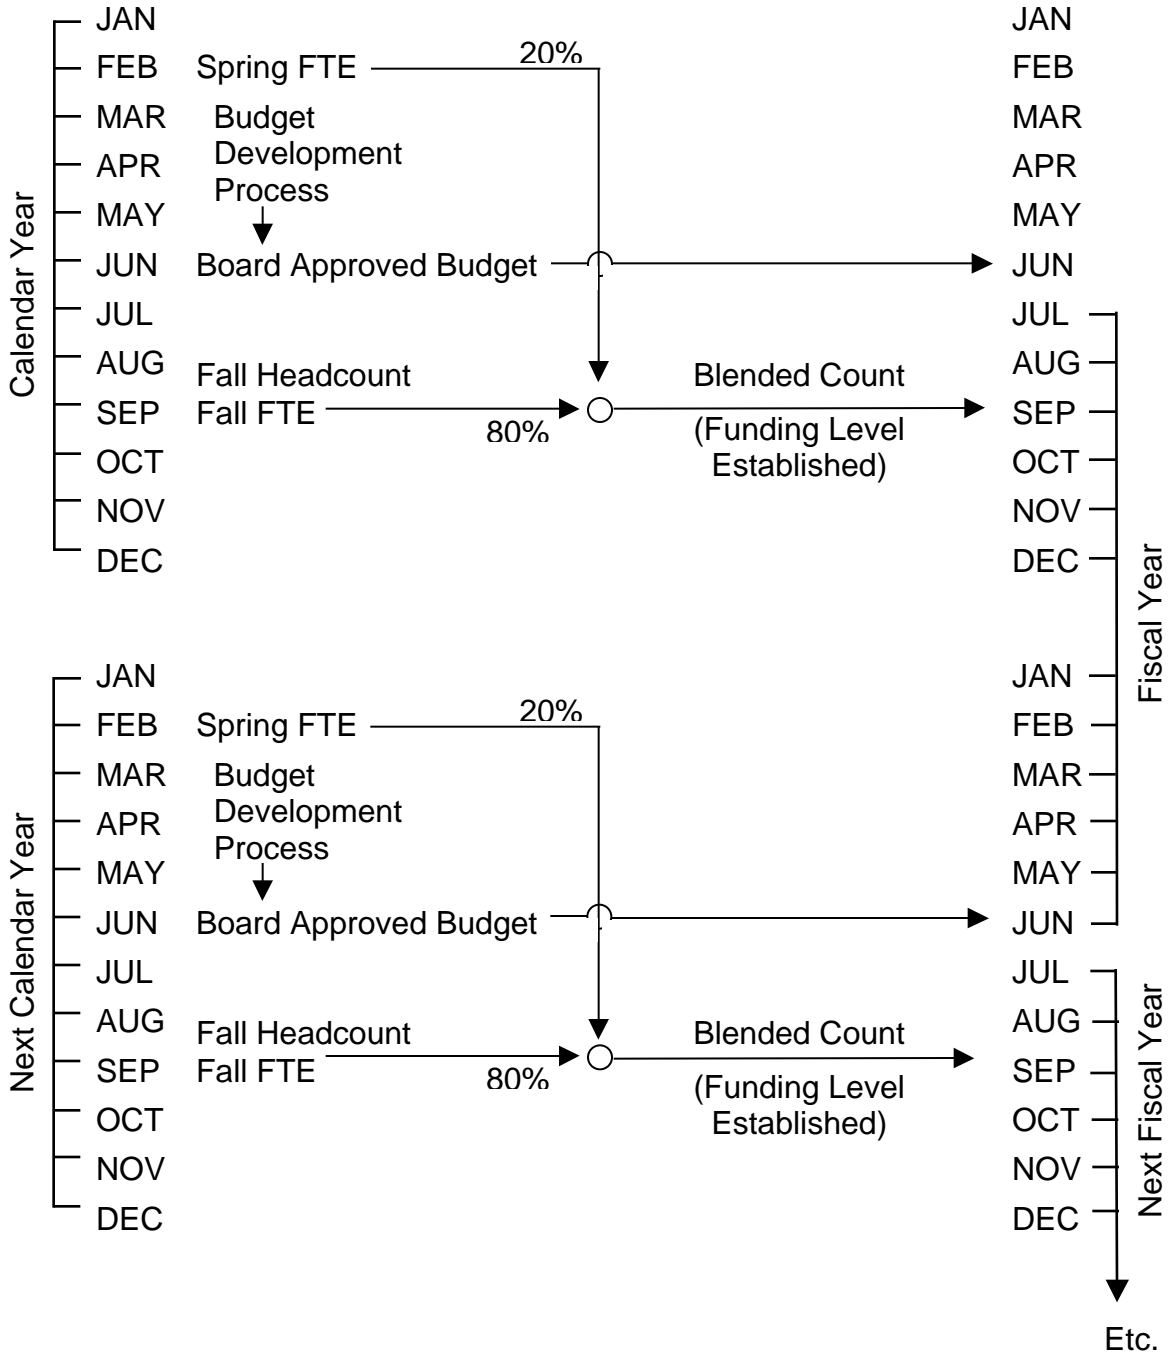 JAN JAN
20%
FEB Spring FTE FEB
MAR Budget MAR
Development
APR APR
Process
MAY MAY
Calendar Year
JUN Board Approved Budget JUN
JUL JUL
AUG AUG
Fall Headcount Blended Count
SEP Fall FTE SEP
80% (Funding Level
OCT Established) OCT
NOV NOV
DEC DEC
Fiscal Year
JAN JAN
20%
FEB Spring FTE FEB
MAR Budget MAR
Development
APR APR
Process
MAY MAY
Next Calendar Year
JUN Board Approved Budget JUN
JUL JUL
AUG AUG
Fall Headcount Blended Count
SEP Fall FTE SEP
80% (Funding Level
OCT Established) OCT
Next Fiscal Year
NOV NOV
DEC DEC
Etc.